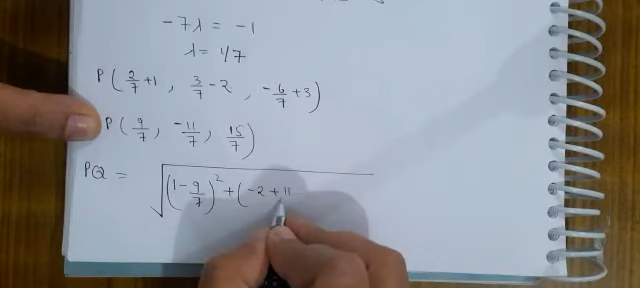 -7λ = -1
λ = 1/7
P(2/7 + 1, 3/7 - 2, -6/7 + 3)
P(9/7, -11/7, 15/7)
PQ = √((1 - 9/7)² + (-2 + 11